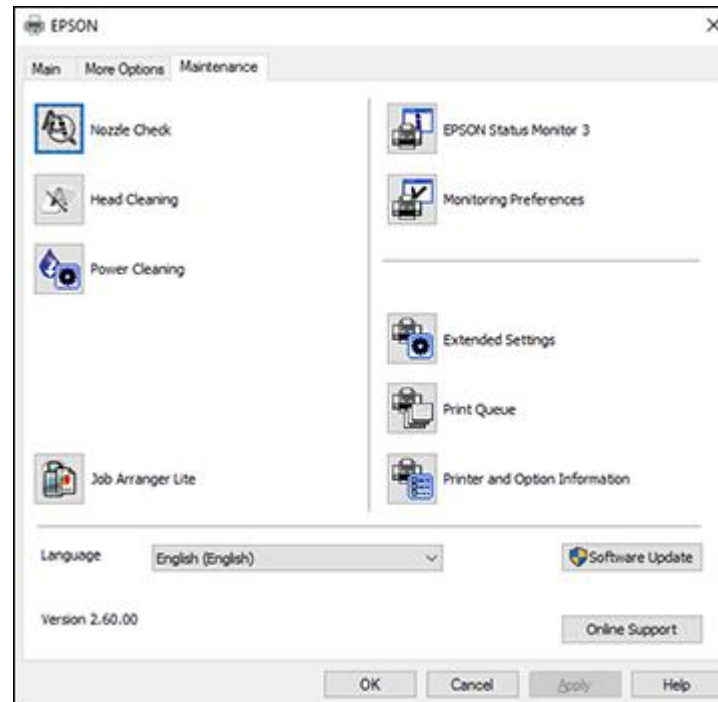 EPSON
Main More Options Maintenance
Nozzle Check
Head Cleaning
Power Cleaning
Job Arranger Lite
EPSON Status Monitor 3
Monitoring Preferences
Extended Settings
Print Queue
Printer and Option Information
Language English (English) Software Update
Version 2.60.00 Online Support
OK Cancel Apply Help